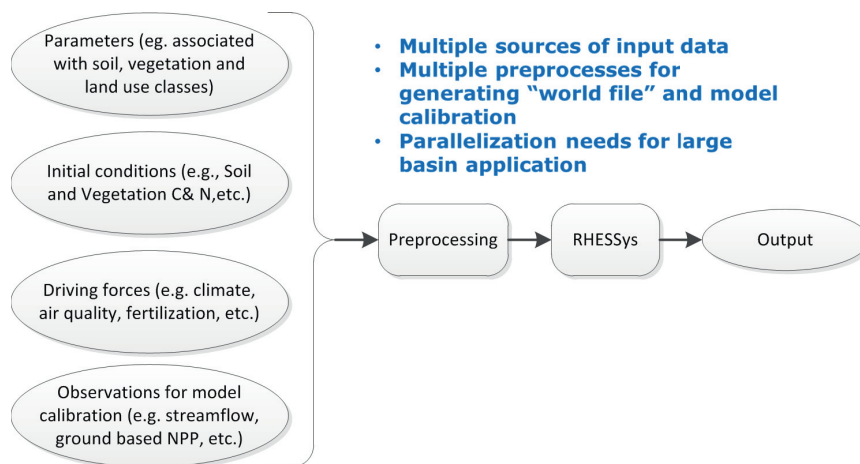 Parameters (eg. associated
with soil, vegetation and
land use classes)
Initial conditions (e.g., Soil
and Vegetation C& N,etc.)
Driving forces (e.g. climate,
air quality, fertilization, etc.)
Observations for model
calibration (e.g. streamflow,
ground based NPP, etc.)
• Multiple sources of input data
• Multiple preprocesses for
generating “world file” and model
calibration
• Parallelization needs for large
basin application
Preprocessing
RHESSys
Output